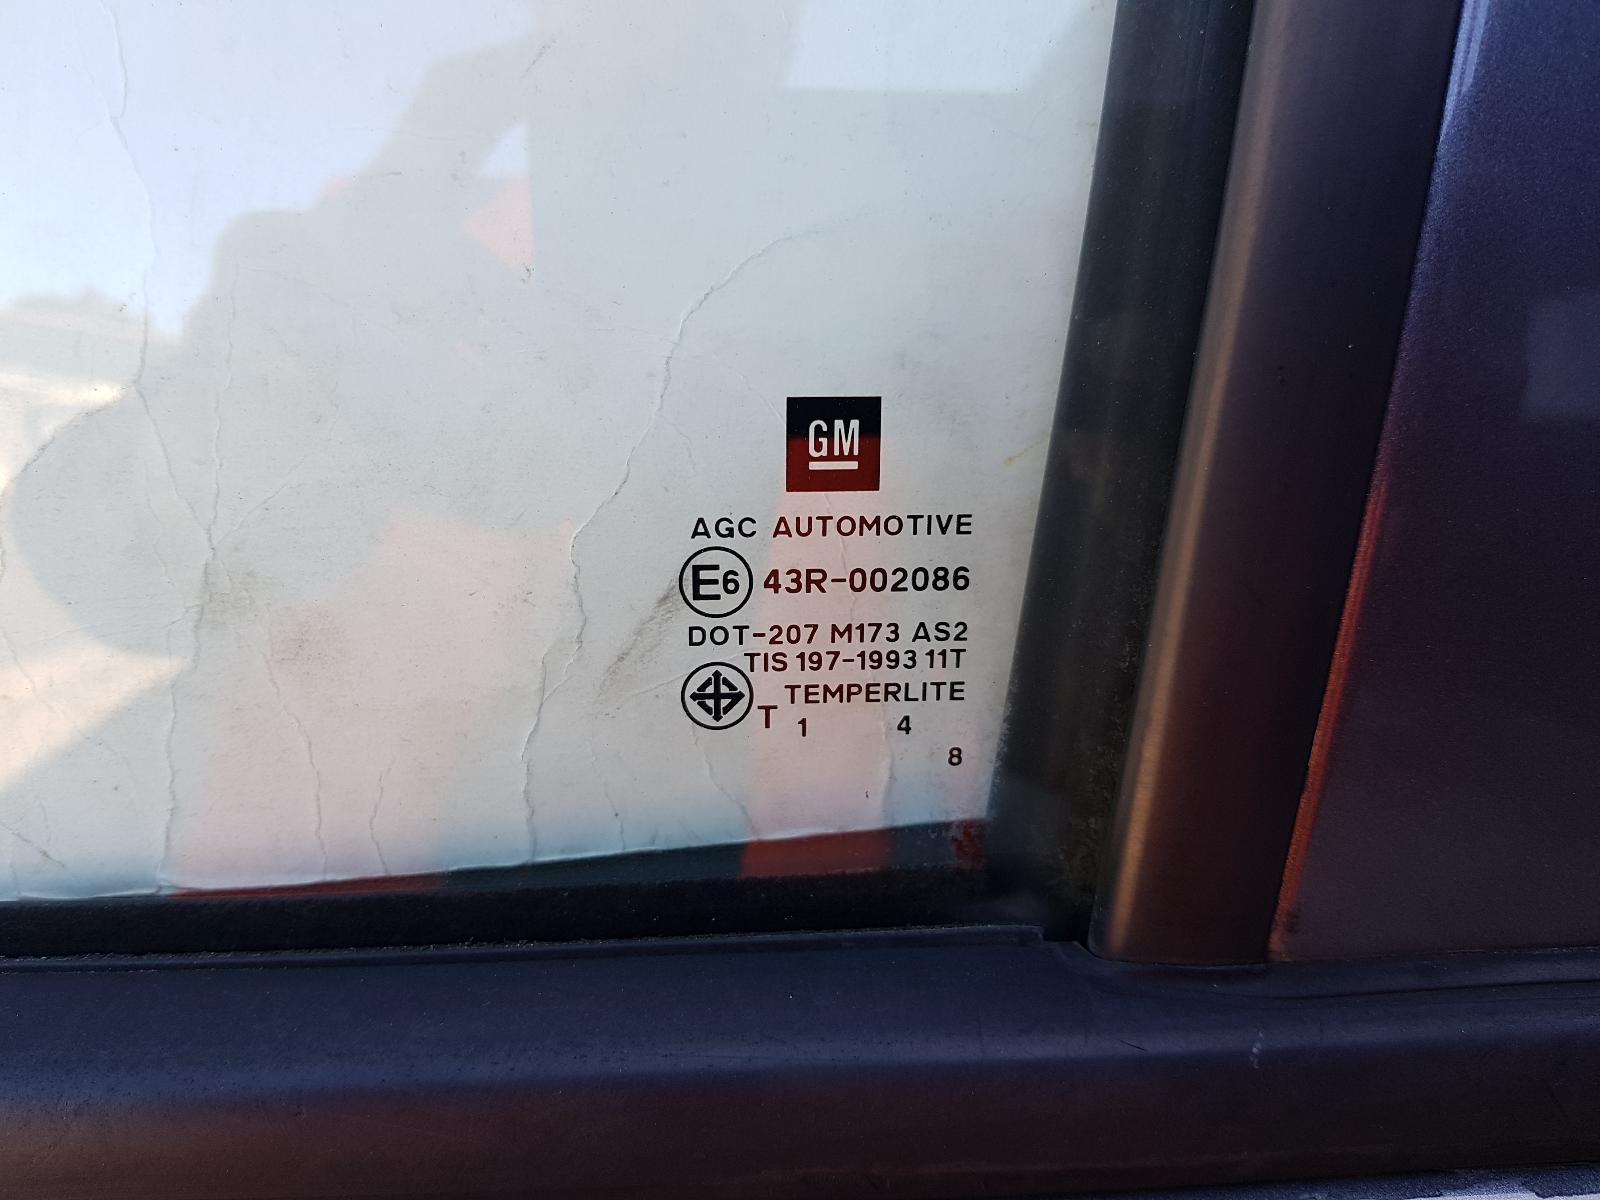 GM
AGC AUTOMOTIVE
E6 43R-002086
DOT-207 M173 AS2
TIS 197-1993 11T
TEMPERLITE
T 1 4
8